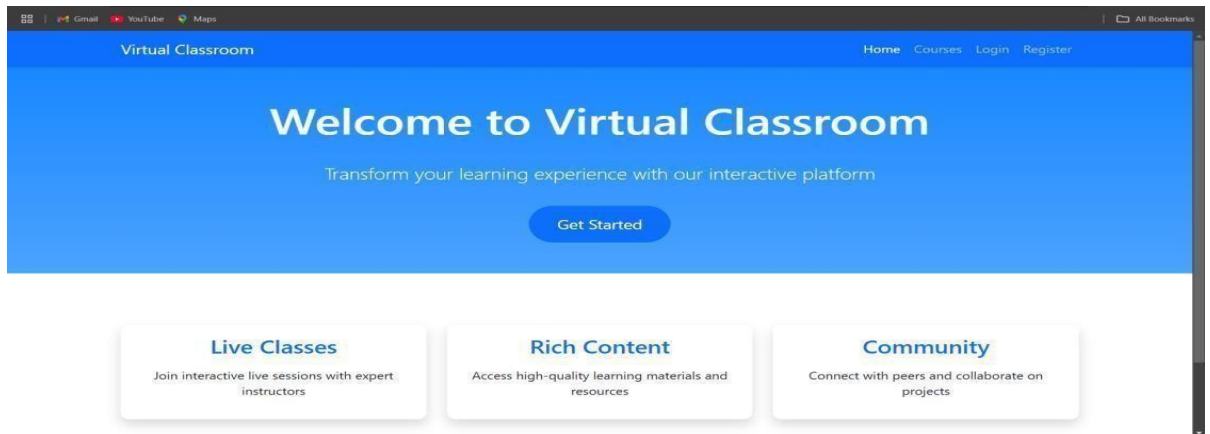 Gmail YouTube Maps All Bookmarks
Virtual Classroom Home Courses Login Register
Welcome to Virtual Classroom
Transform your learning experience with our interactive platform
Get Started
Live Classes
Join interactive live sessions with expert
instructors
Rich Content
Access high-quality learning materials and
resources
Community
Connect with peers and collaborate on
projects